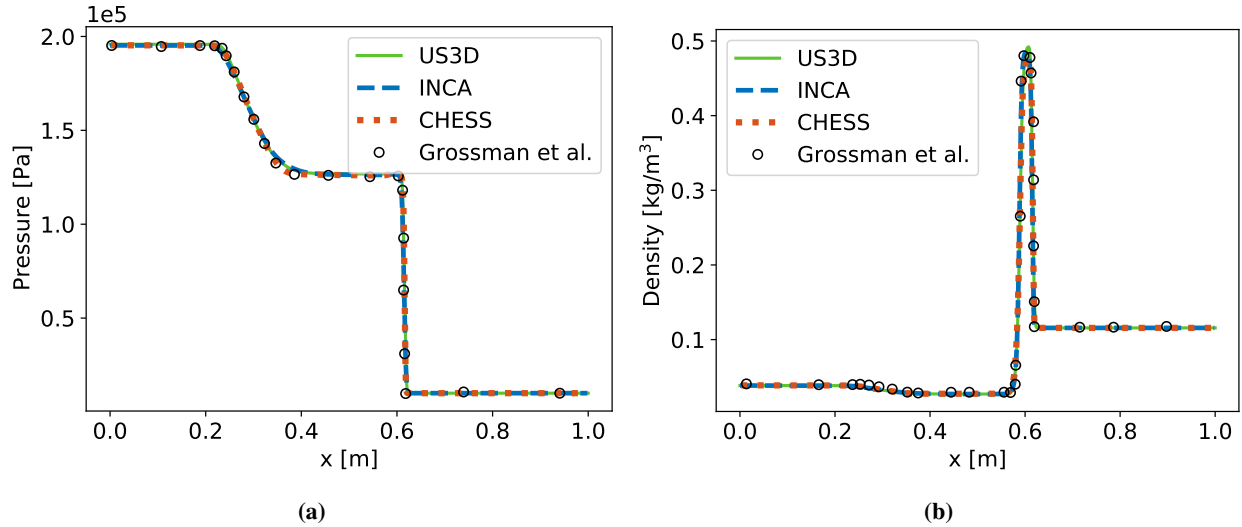 1e5
2.0
1.5
1.0
0.5
Pressure [Pa]
US3D
INCA
CHESS
Grossman et al.
0.0 0.2 0.4 0.6 0.8 1.0
x [m]
(a)
0.5
0.4
0.3
0.2
0.1
Density [kg/m³]
US3D
INCA
CHESS
Grossman et al.
0.0 0.2 0.4 0.6 0.8 1.0
x [m]
(b)